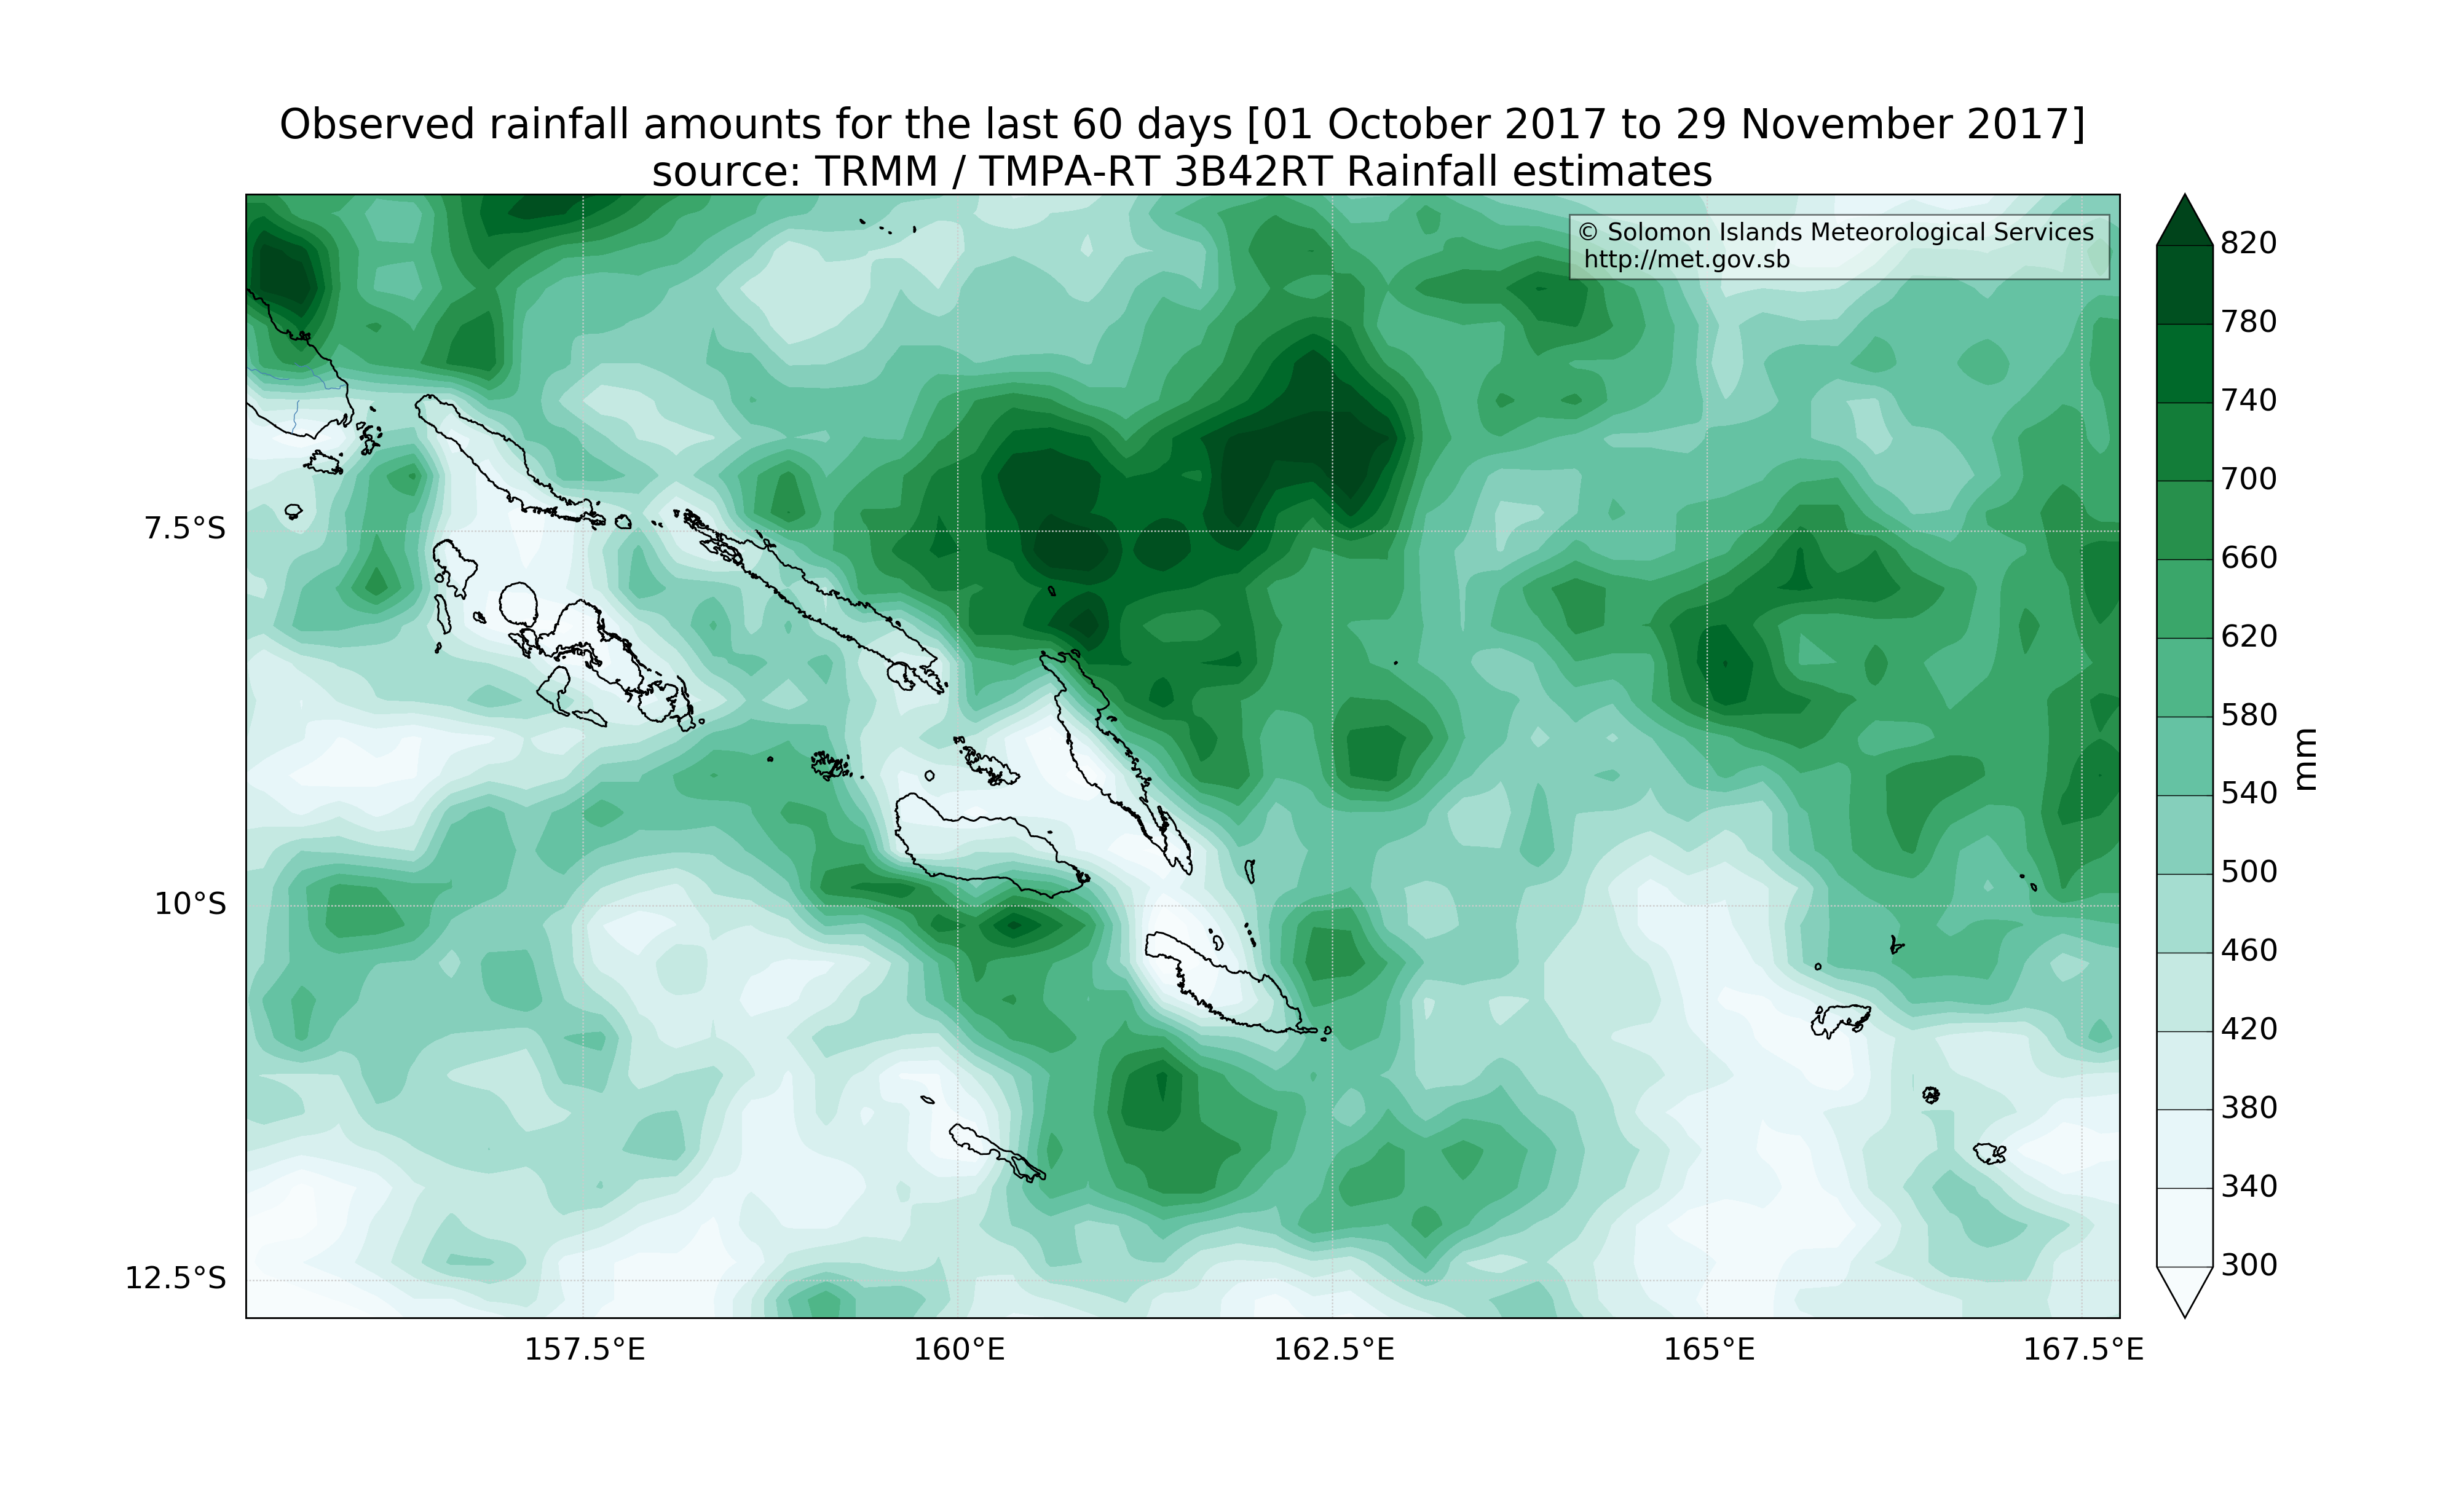 Observed rainfall amounts for the last 60 days [01 October 2017 to 29 November 2017]
source: TRMM / TMPA-RT 3B42RT Rainfall estimates
© Solomon Islands Meteorological Services
http://met.gov.sb
7.5°S
10°S
12.5°S
157.5°E
160°E
162.5°E
165°E
167.5°E
820
780
740
700
660
620
580
540
500
460
420
380
340
300
mm